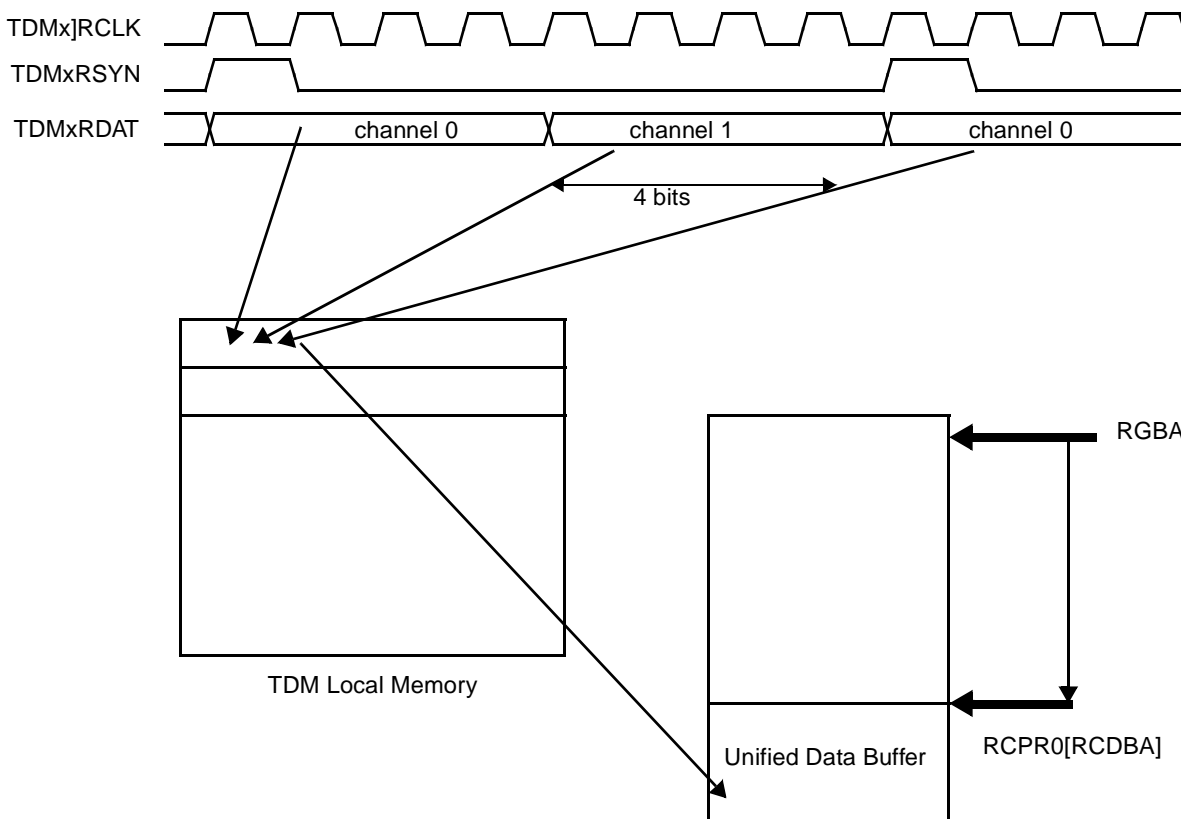 TDMx]RCLK
TDMxRSYN
TDMxRDAT
channel 0 channel 1 channel 0
4 bits
RGBA
TDM Local Memory
Unified Data Buffer
RCPR0[RCDBA]